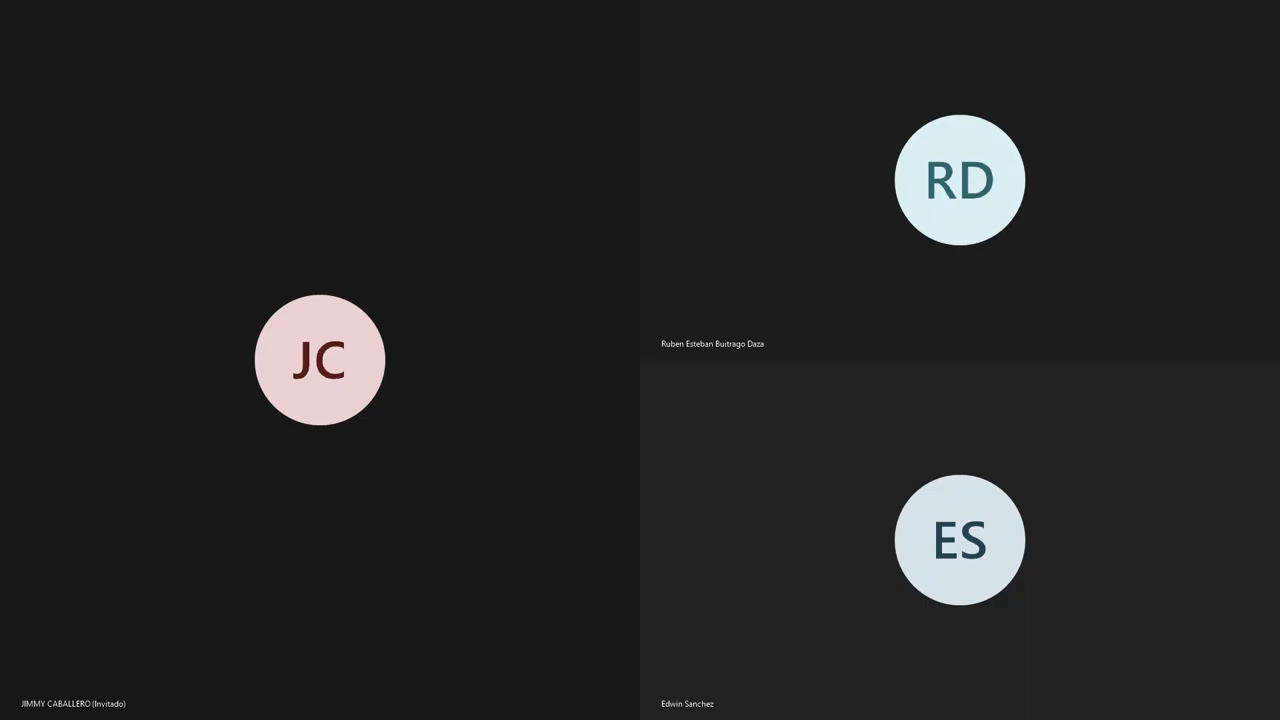 JC
JIMMY CABALLERO (Invitado)
RD
Ruben Esteban Buitrago Daza
ES
Edwin Sanchez